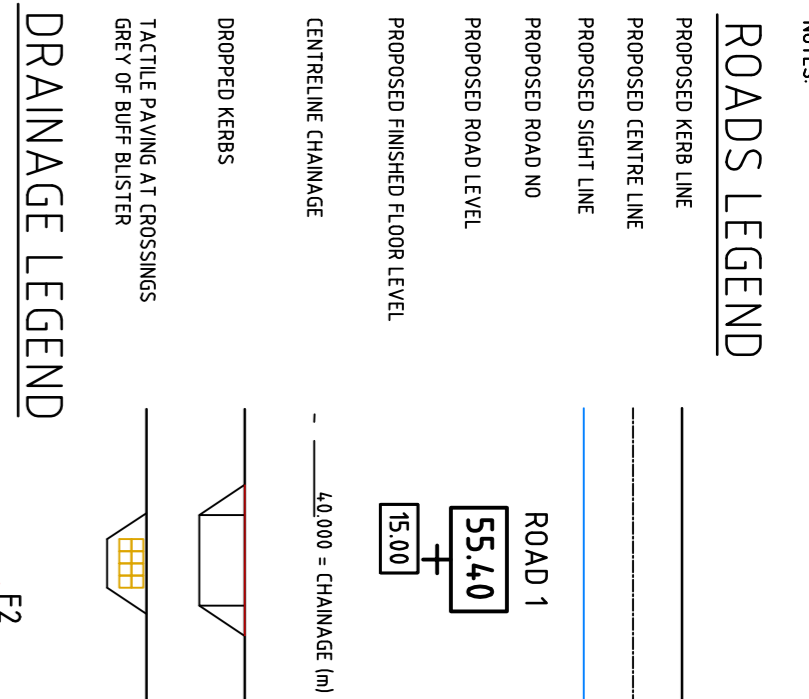 NOTES:
ROADS LEGEND
PROPOSED KERB LINE
PROPOSED CENTRE LINE
PROPOSED SIGHT LINE
PROPOSED ROAD NO
ROAD 1
PROPOSED ROAD LEVEL
55.40
PROPOSED FINISHED FLOOR LEVEL
15.00
CENTRELINE CHAINAGE
40.000 = CHAINAGE (m)
DROPPED KERBS
TACTILE PAVING AT CROSSINGS
GREY OF BUFF BLISTER
DRAINAGE LEGEND
F2